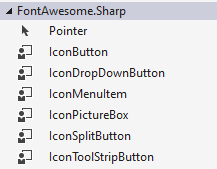 FontAwesome.Sharp
Pointer
IconButton
IconDropDownButton
IconMenuItem
IconPictureBox
IconSplitButton
IconToolStripButton